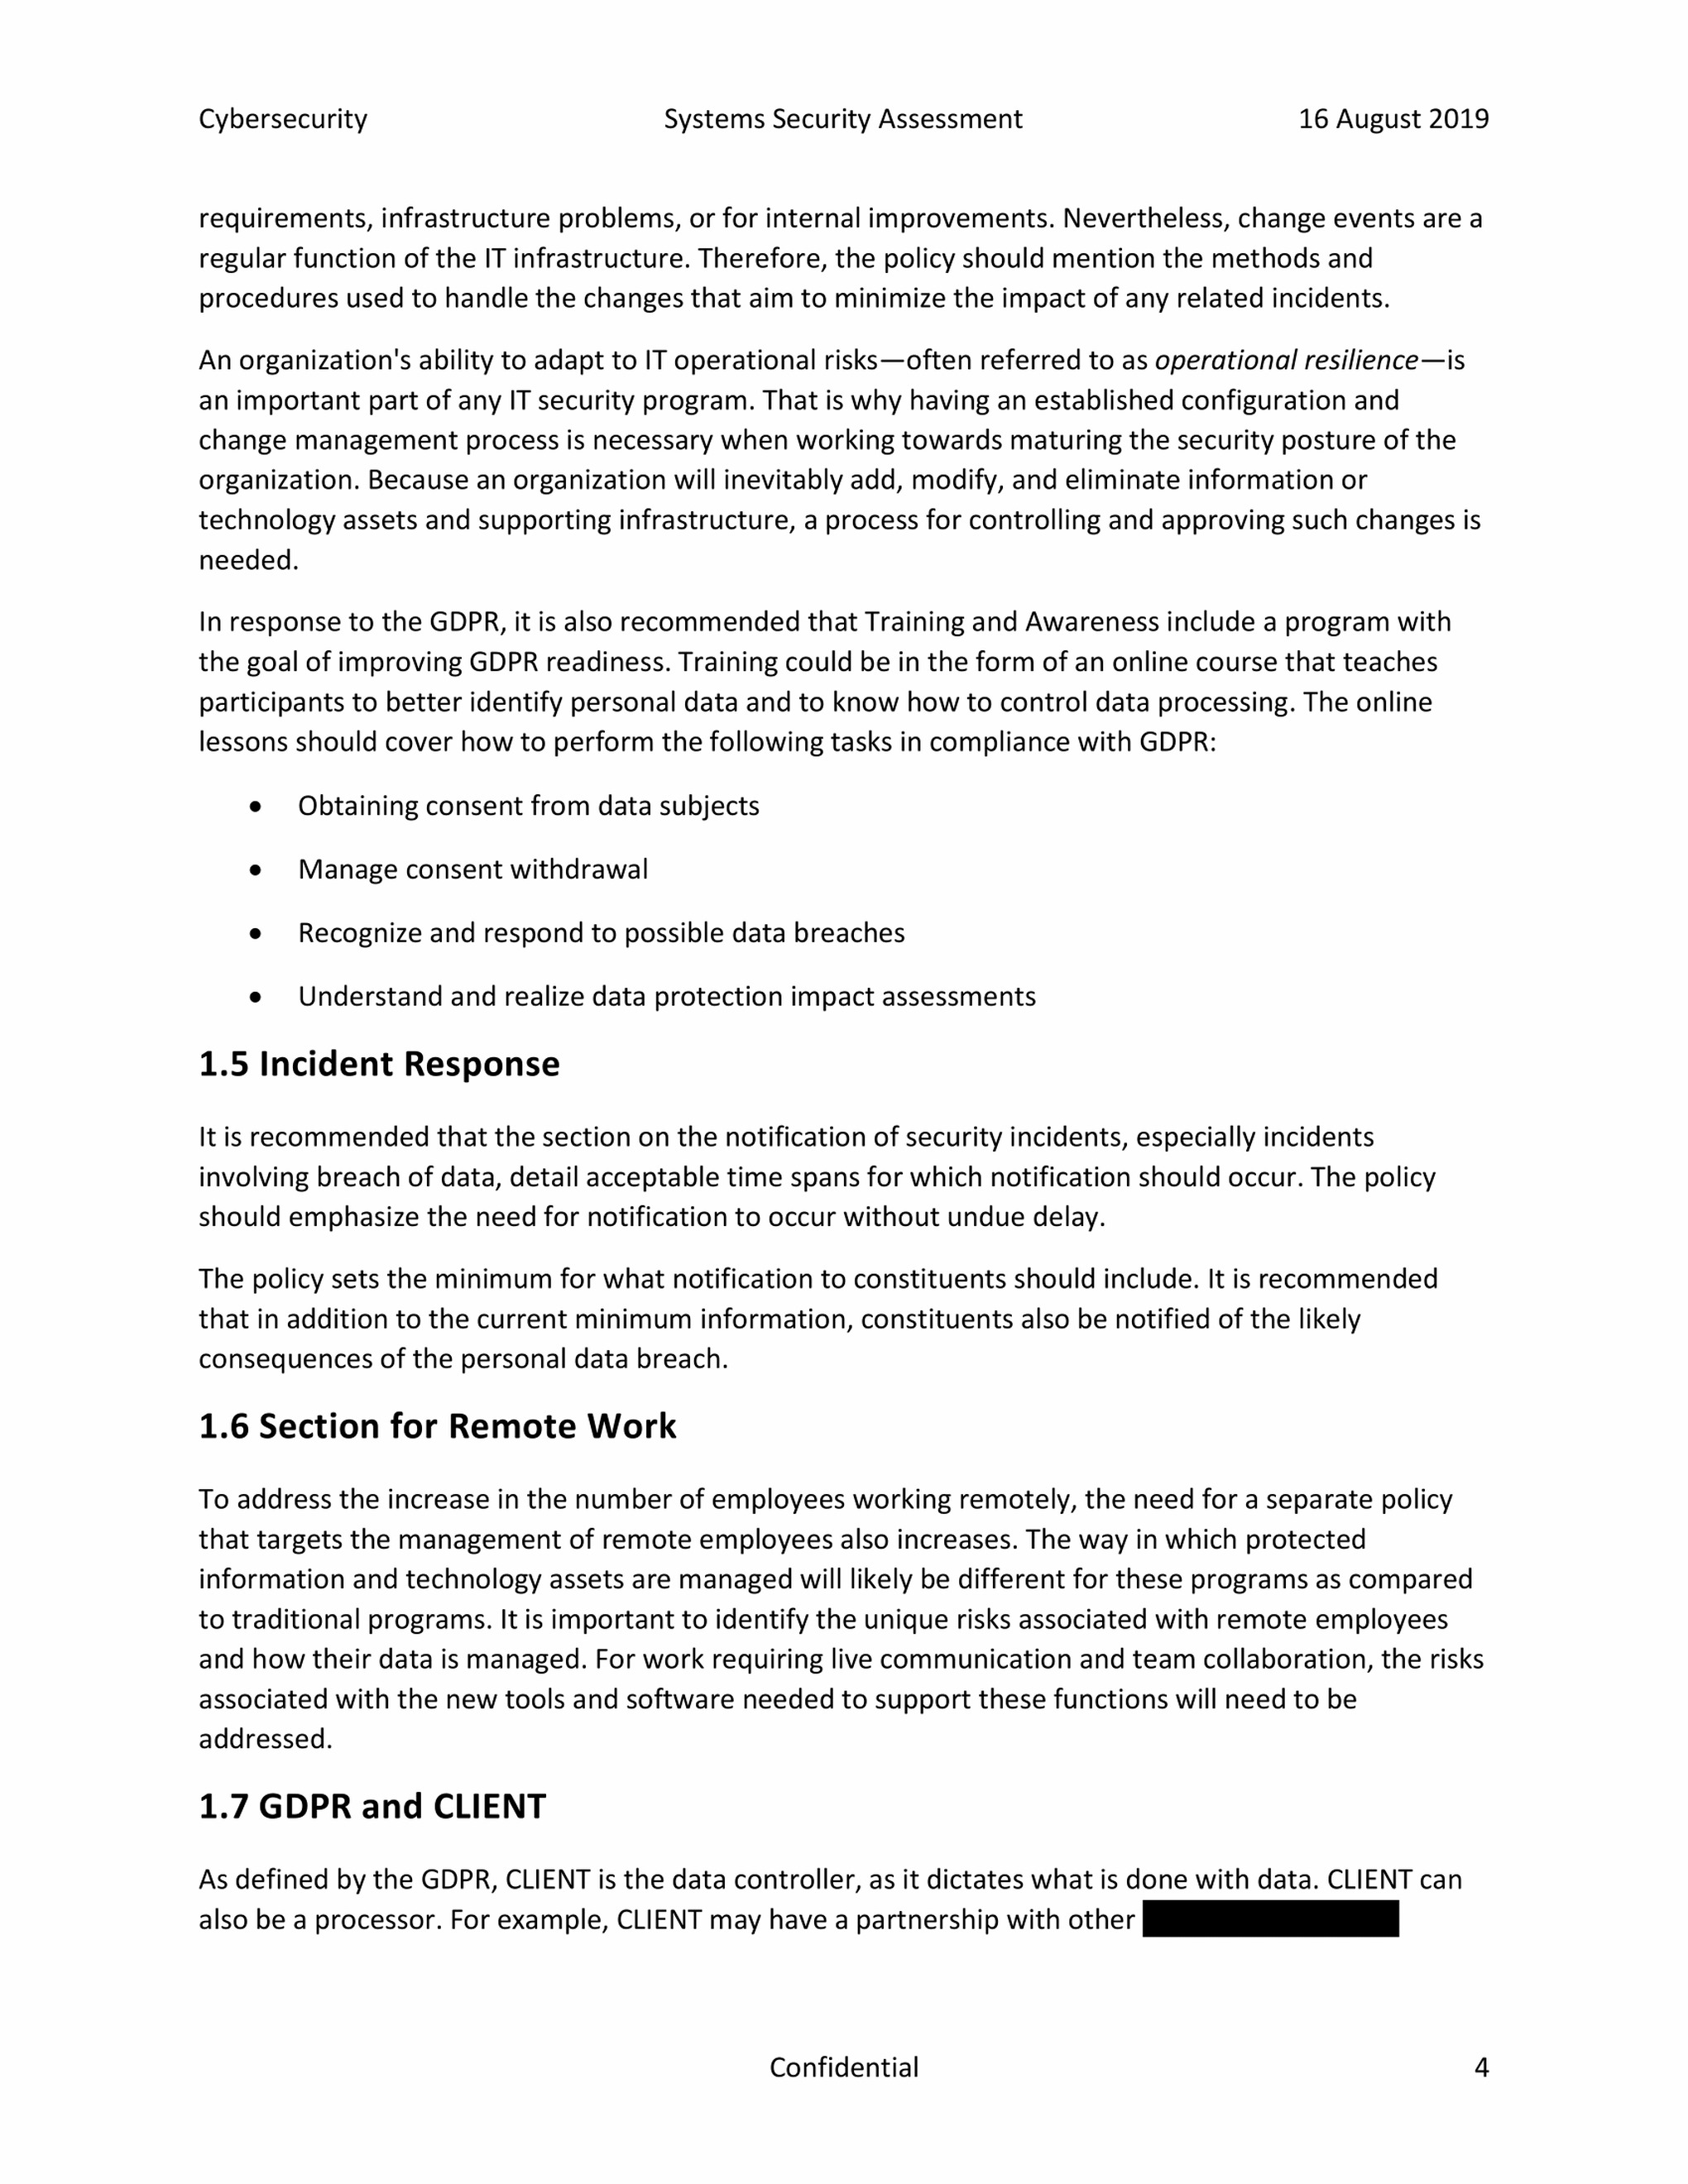 Cybersecurity Systems Security Assessment 16 August 2019
requirements, infrastructure problems, or for internal improvements. Nevertheless, change events are a
regular function of the IT infrastructure. Therefore, the policy should mention the methods and
procedures used to handle the changes that aim to minimize the impact of any related incidents.
An organization's ability to adapt to IT operational risks—often referred to as operational resilience—is
an important part of any IT security program. That is why having an established configuration and
change management process is necessary when working towards maturing the security posture of the
organization. Because an organization will inevitably add, modify, and eliminate information or
technology assets and supporting infrastructure, a process for controlling and approving such changes is
needed.
In response to the GDPR, it is also recommended that Training and Awareness include a program with
the goal of improving GDPR readiness. Training could be in the form of an online course that teaches
participants to better identify personal data and to know how to control data processing. The online
lessons should cover how to perform the following tasks in compliance with GDPR:
• Obtaining consent from data subjects
• Manage consent withdrawal
• Recognize and respond to possible data breaches
• Understand and realize data protection impact assessments
1.5 Incident Response
It is recommended that the section on the notification of security incidents, especially incidents
involving breach of data, detail acceptable time spans for which notification should occur. The policy
should emphasize the need for notification to occur without undue delay.
The policy sets the minimum for what notification to constituents should include. It is recommended
that in addition to the current minimum information, constituents also be notified of the likely
consequences of the personal data breach.
1.6 Section for Remote Work
To address the increase in the number of employees working remotely, the need for a separate policy
that targets the management of remote employees also increases. The way in which protected
information and technology assets are managed will likely be different for these programs as compared
to traditional programs. It is important to identify the unique risks associated with remote employees
and how their data is managed. For work requiring live communication and team collaboration, the risks
associated with the new tools and software needed to support these functions will need to be
addressed.
1.7 GDPR and CLIENT
As defined by the GDPR, CLIENT is the data controller, as it dictates what is done with data. CLIENT can
also be a processor. For example, CLIENT may have a partnership with other
Confidential 4